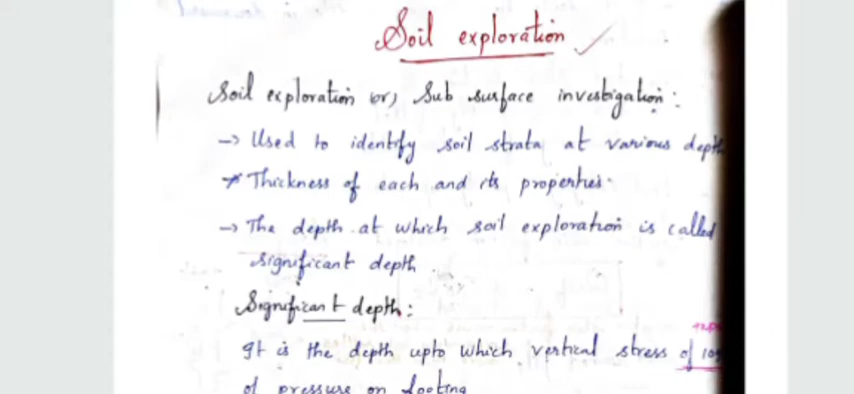 Soil exploration
Soil exploration (or) Sub surface investigation:
→ Used to identify soil strata at various depth
→ Thickness of each and its properties.
→ The depth at which soil exploration is called
significant depth
Significant depth:
It is the depth upto which vertical stress of 10
of pressure on footing